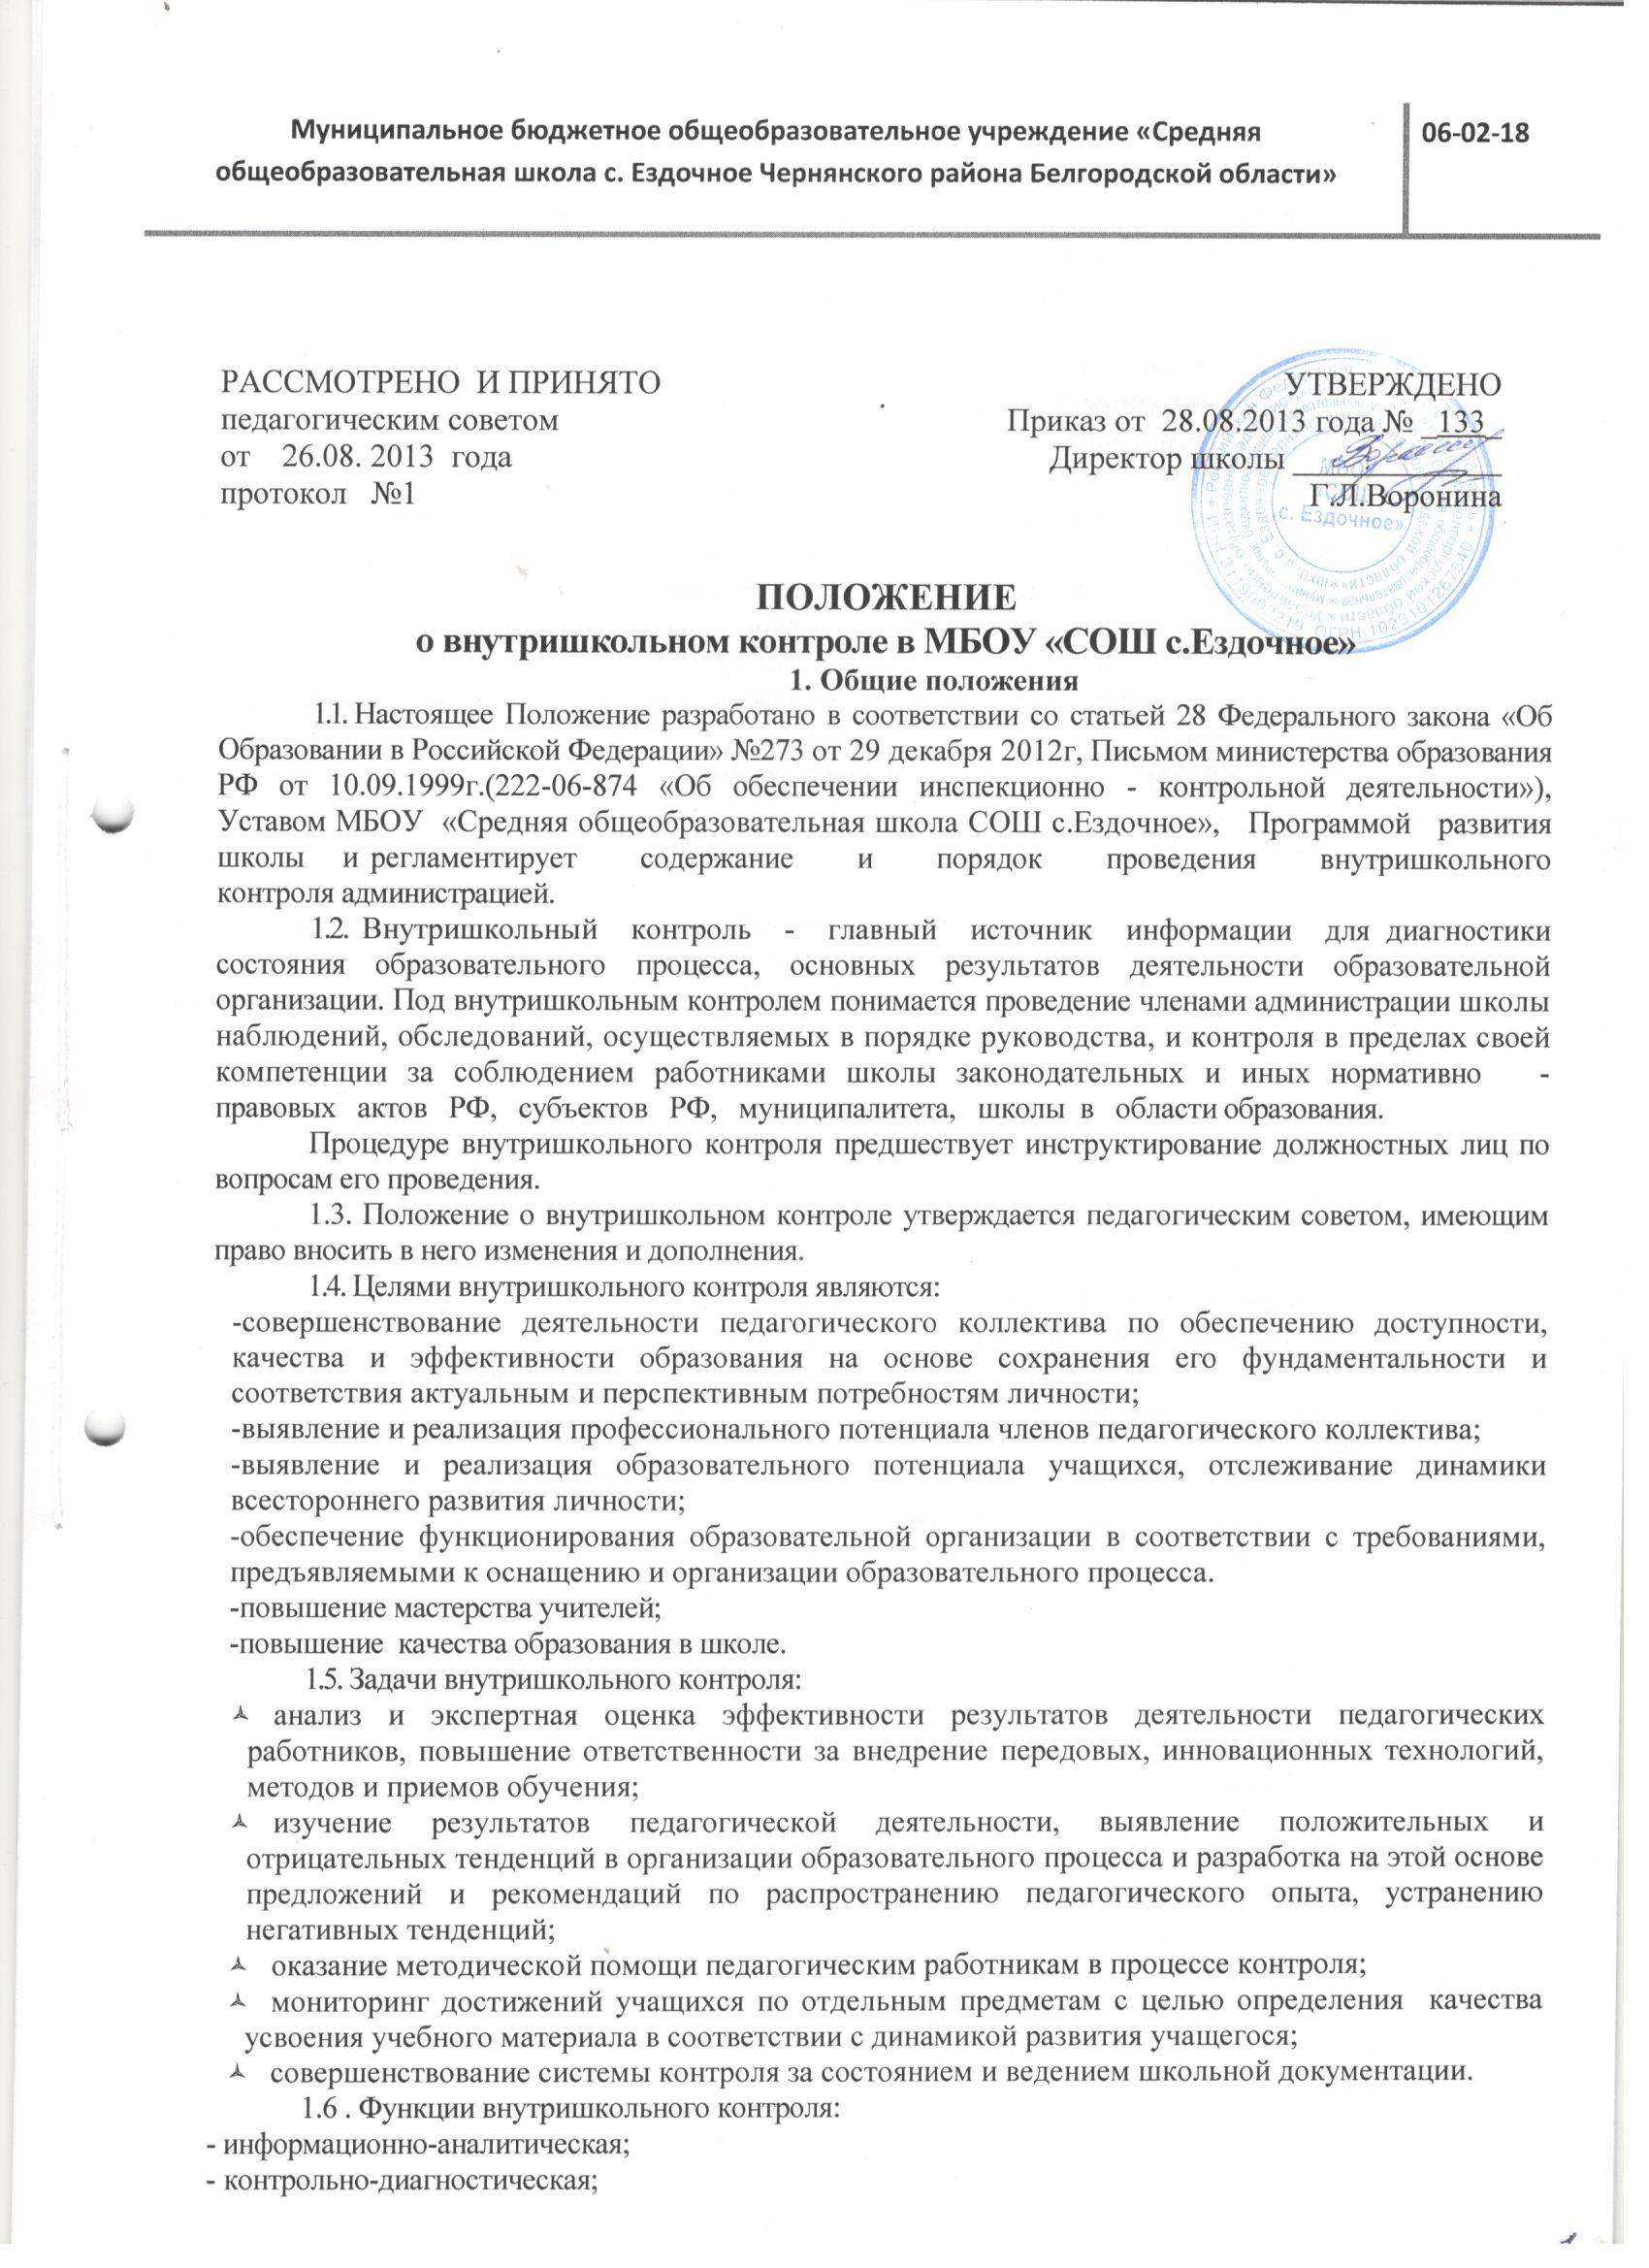 Муниципальное бюджетное общеобразовательное учреждение «Средняя
общеобразовательная школа с. Ездочное Чернянского района Белгородской области»
06-02-18
РАССМОТРЕНО И ПРИНЯТО
педагогическим советом
от 26.08. 2013 года
протокол №1
УТВЕРЖДЕНО
Приказ от 28.08.2013 года № _133_
Директор школы
Г.Л.Воронина
с. Ездочное»
ОГРН 1023101267540
ПОЛОЖЕНИЕ
о внутришкольном контроле в МБОУ «СОШ с.Ездочное»
1. Общие положения
1.1. Настоящее Положение разработано в соответствии со статьей 28 Федерального закона «Об
Образовании в Российской Федерации» №273 от 29 декабря 2012г, Письмом министерства образования
РФ от 10.09.1999г.(222-06-874 «Об обеспечении инспекционно - контрольной деятельности»),
Уставом МБОУ «Средняя общеобразовательная школа СОШ с.Ездочное», Программой развития
школы и регламентирует содержание и порядок проведения внутришкольного
контроля администрацией.
1.2. Внутришкольный контроль - главный источник информации для диагностики
состояния образовательного процесса, основных результатов деятельности образовательной
организации. Под внутришкольным контролем понимается проведение членами администрации школы
наблюдений, обследований, осуществляемых в порядке руководства, и контроля в пределах своей
компетенции за соблюдением работниками школы законодательных и иных нормативно -
правовых актов РФ, субъектов РФ, муниципалитета, школы в области образования.
Процедуре внутришкольного контроля предшествует инструктирование должностных лиц по
вопросам его проведения.
1.3. Положение о внутришкольном контроле утверждается педагогическим советом, имеющим
право вносить в него изменения и дополнения.
1.4. Целями внутришкольного контроля являются:
-совершенствование деятельности педагогического коллектива по обеспечению доступности,
качества и эффективности образования на основе сохранения его фундаментальности и
соответствия актуальным и перспективным потребностям личности;
-выявление и реализация профессионального потенциала членов педагогического коллектива;
-выявление и реализация образовательного потенциала учащихся, отслеживание динамики
всестороннего развития личности;
-обеспечение функционирования образовательной организации в соответствии с требованиями,
предъявляемыми к оснащению и организации образовательного процесса.
-повышение мастерства учителей;
-повышение качества образования в школе.
1.5. Задачи внутришкольного контроля:
анализ и экспертная оценка эффективности результатов деятельности педагогических
работников, повышение ответственности за внедрение передовых, инновационных технологий,
методов и приемов обучения;
изучение результатов педагогической деятельности, выявление положительных и
отрицательных тенденций в организации образовательного процесса и разработка на этой основе
предложений и рекомендаций по распространению педагогического опыта, устранению
негативных тенденций;
оказание методической помощи педагогическим работникам в процессе контроля;
мониторинг достижений учащихся по отдельным предметам с целью определения качества
усвоения учебного материала в соответствии с динамикой развития учащегося;
совершенствование системы контроля за состоянием и ведением школьной документации.
1.6 . Функции внутришкольного контроля:
- информационно-аналитическая;
- контрольно-диагностическая;